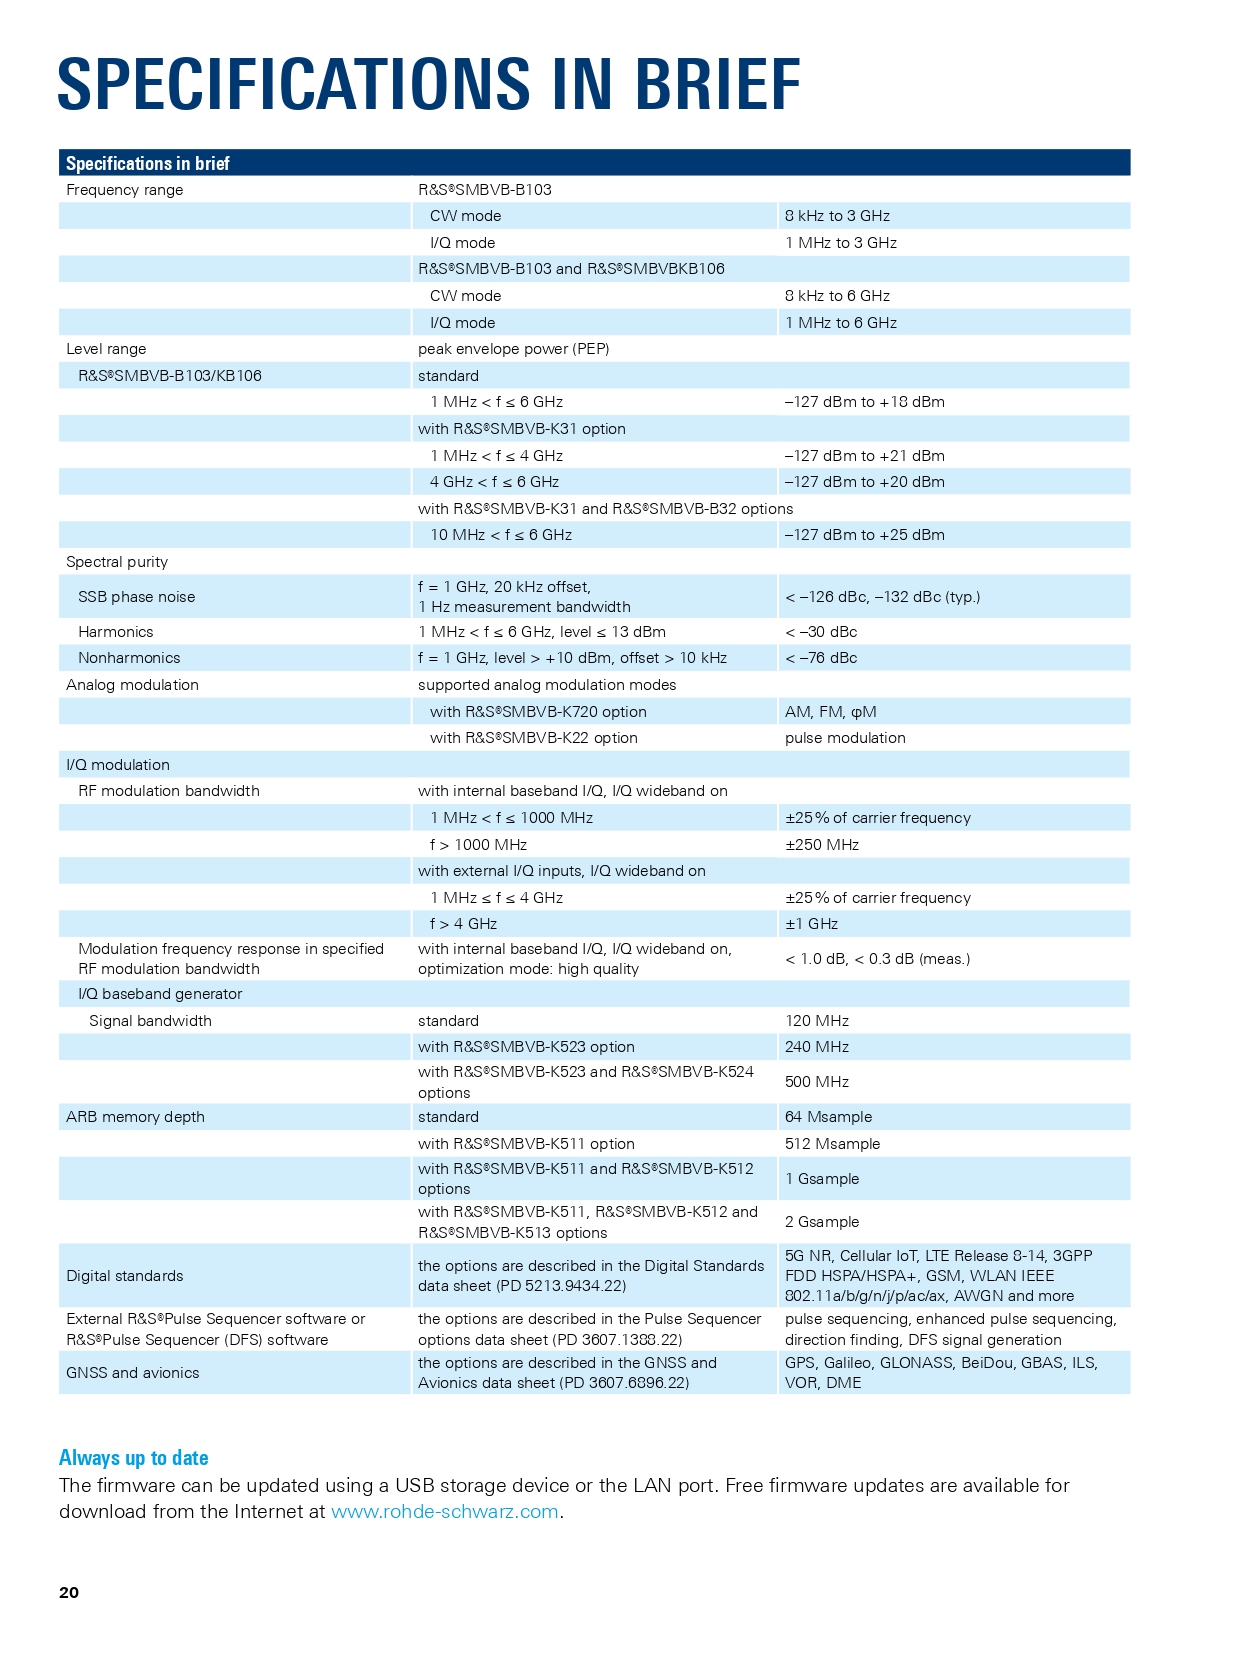 SPECIFICATIONS IN BRIEF
Specifications in brief
Frequency range R&S®SMBVB-B103
CW mode 8 kHz to 3 GHz
I/Q mode 1 MHz to 3 GHz
R&S®SMBVB-B103 and R&S®SMBVBKB106
CW mode 8 kHz to 6 GHz
I/Q mode 1 MHz to 6 GHz
Level range peak envelope power (PEP)
R&S®SMBVB-B103/KB106 standard
1 MHz < f ≤ 6 GHz –127 dBm to +18 dBm
with R&S®SMBVB-K31 option
1 MHz < f ≤ 4 GHz –127 dBm to +21 dBm
4 GHz < f ≤ 6 GHz –127 dBm to +20 dBm
with R&S®SMBVB-K31 and R&S®SMBVB-B32 options
10 MHz < f ≤ 6 GHz –127 dBm to +25 dBm
Spectral purity
SSB phase noise f = 1 GHz, 20 kHz offset,
1 Hz measurement bandwidth < –126 dBc, –132 dBc (typ.)
Harmonics 1 MHz < f ≤ 6 GHz, level ≤ 13 dBm < –30 dBc
Nonharmonics f = 1 GHz, level > +10 dBm, offset > 10 kHz < –76 dBc
Analog modulation supported analog modulation modes
with R&S®SMBVB-K720 option AM, FM, φM
with R&S®SMBVB-K22 option pulse modulation
I/Q modulation
RF modulation bandwidth with internal baseband I/Q, I/Q wideband on
1 MHz < f ≤ 1000 MHz ±25 % of carrier frequency
f > 1000 MHz ±250 MHz
with external I/Q inputs, I/Q wideband on
1 MHz ≤ f ≤ 4 GHz ±25 % of carrier frequency
f > 4 GHz ±1 GHz
Modulation frequency response in specified
RF modulation bandwidth
with internal baseband I/Q, I/Q wideband on,
optimization mode: high quality
< 1.0 dB, < 0.3 dB (meas.)
I/Q baseband generator
Signal bandwidth standard 120 MHz
with R&S®SMBVB-K523 option 240 MHz
with R&S®SMBVB-K523 and R&S®SMBVB-K524
options
500 MHz
ARB memory depth standard 64 Msample
with R&S®SMBVB-K511 option 512 Msample
with R&S®SMBVB-K511 and R&S®SMBVB-K512
options
1 Gsample
with R&S®SMBVB-K511, R&S®SMBVB-K512 and
R&S®SMBVB-K513 options
2 Gsample
Digital standards
the options are described in the Digital Standards
data sheet (PD 5213.9434.22)
5G NR, Cellular IoT, LTE Release 8-14, 3GPP
FDD HSPA/HSPA+, GSM, WLAN IEEE
802.11a/b/g/n/j/p/ac/ax, AWGN and more
External R&S®Pulse Sequencer software or
R&S®Pulse Sequencer (DFS) software
the options are described in the Pulse Sequencer
options data sheet (PD 3607.1388.22)
pulse sequencing, enhanced pulse sequencing,
direction finding, DFS signal generation
GNSS and avionics
the options are described in the GNSS and
Avionics data sheet (PD 3607.6896.22)
GPS, Galileo, GLONASS, BeiDou, GBAS, ILS,
VOR, DME
Always up to date
The firmware can be updated using a USB storage device or the LAN port. Free firmware updates are available for
download from the Internet at www.rohde-schwarz.com.
20